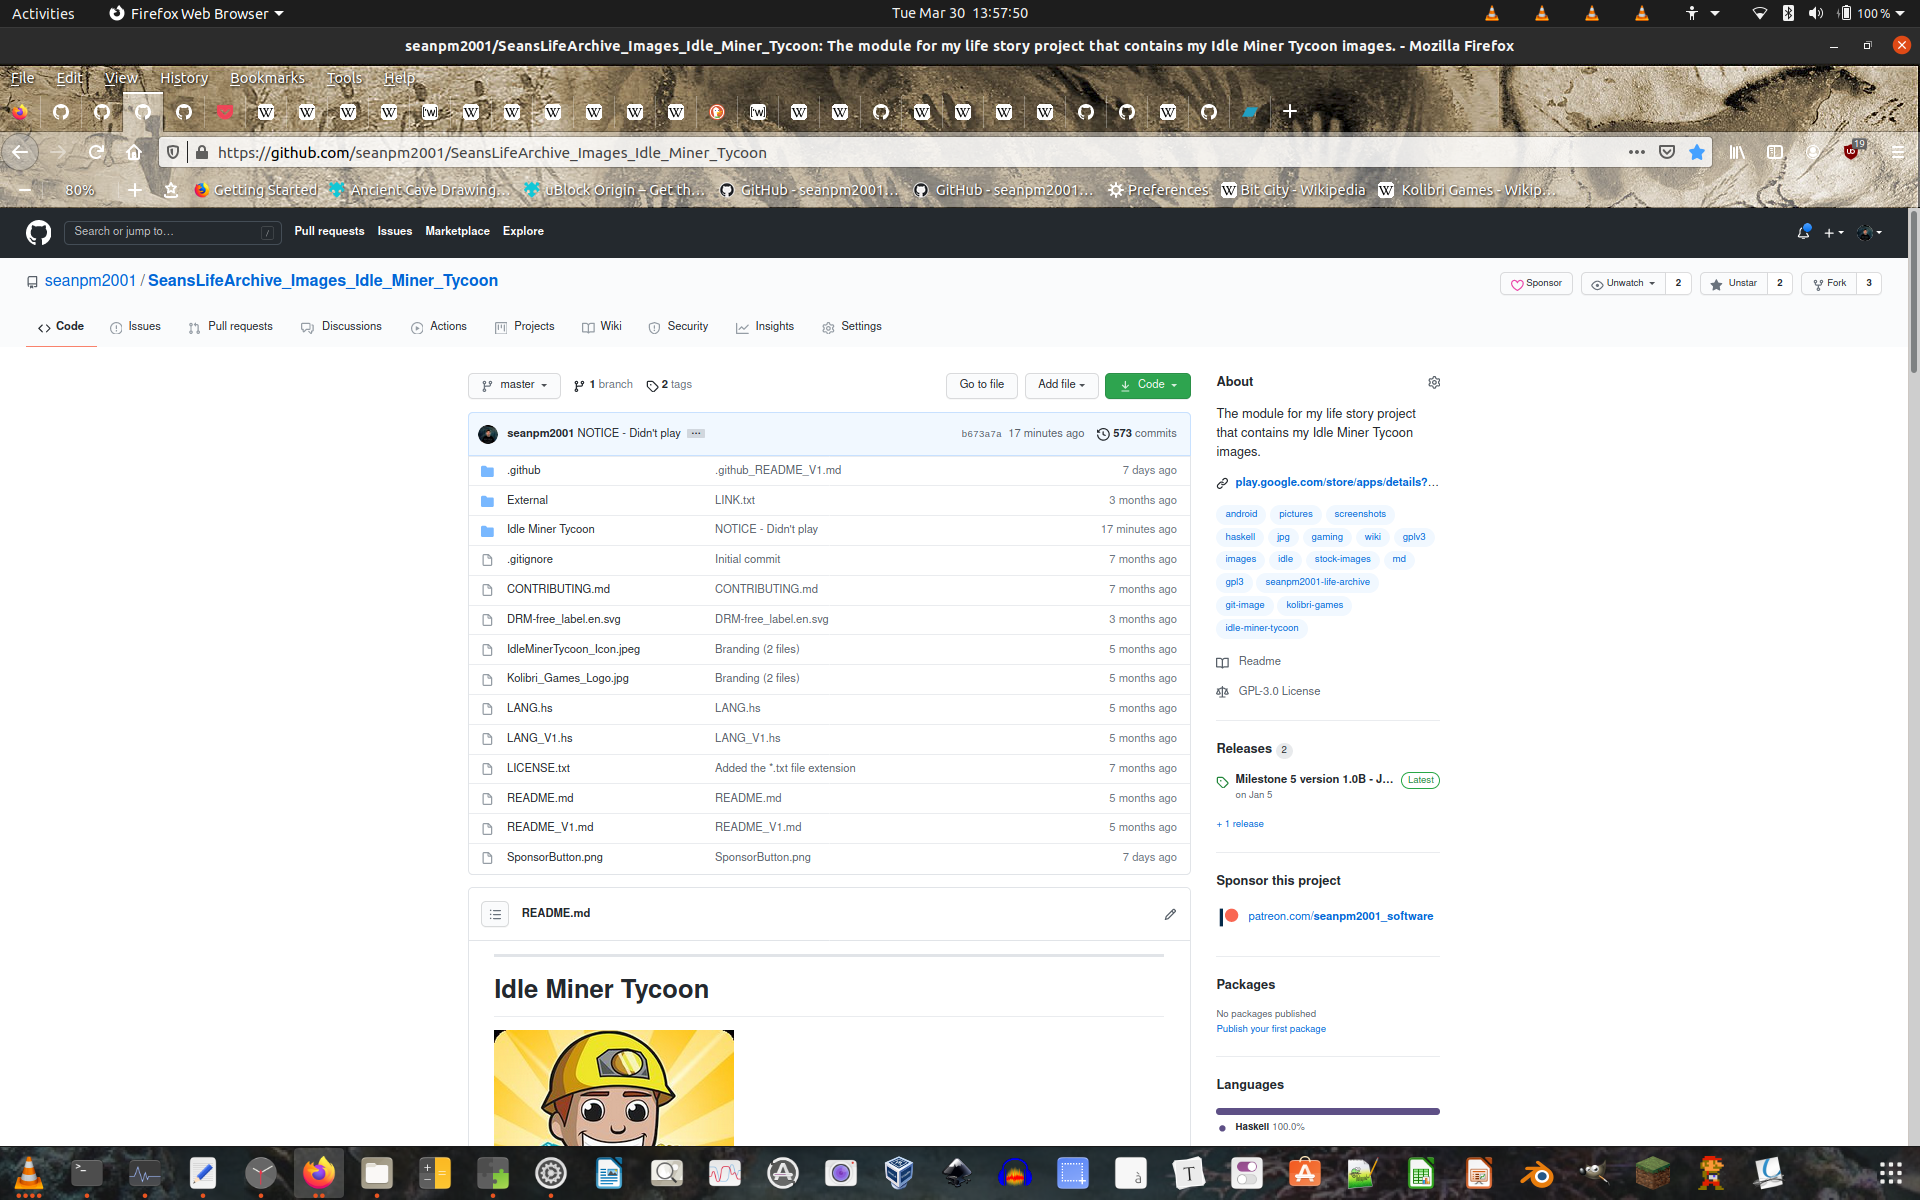 Activities
Firefox Web Browser
Tue Mar 30 13:57:50
100 %
seanpm2001/SeansLifeArchive_Images_Idle_Miner_Tycoon: The module for my life story project that contains my Idle Miner Tycoon images. - Mozilla Firefox
File Edit View History Bookmarks Tools Help
https://github.com/seanpm2001/SeansLifeArchive_Images_Idle_Miner_Tycoon
19
80%
Getting Started
Ancient Cave Drawing…
uBlock Origin – Get th…
GitHub - seanpm2001…
GitHub - seanpm2001…
Preferences
Bit City - Wikipedia
Kolibri Games - Wikip…
Search or jump to…
/
Pull requests
Issues
Marketplace
Explore
seanpm2001 / SeansLifeArchive_Images_Idle_Miner_Tycoon
Sponsor
Unwatch 2
Unstar 2
Fork 3
Code
Issues
Pull requests
Discussions
Actions
Projects
Wiki
Security
Insights
Settings
master
1 branch
2 tags
Go to file
Add file
Code
seanpm2001 NOTICE - Didn't play ...
b673a7a 17 minutes ago 573 commits
.github .github_README_V1.md 7 days ago
External LINK.txt 3 months ago
Idle Miner Tycoon NOTICE - Didn't play 17 minutes ago
.gitignore Initial commit 7 months ago
CONTRIBUTING.md CONTRIBUTING.md 7 months ago
DRM-free_label.en.svg DRM-free_label.en.svg 3 months ago
IdleMinerTycoon_Icon.jpeg Branding (2 files) 5 months ago
Kolibri_Games_Logo.jpg Branding (2 files) 5 months ago
LANG.hs LANG.hs 5 months ago
LANG_V1.hs LANG_V1.hs 5 months ago
LICENSE.txt Added the *.txt file extension 7 months ago
README.md README.md 5 months ago
README_V1.md README_V1.md 5 months ago
SponsorButton.png SponsorButton.png 7 days ago
README.md
Idle Miner Tycoon
About
The module for my life story project
that contains my Idle Miner Tycoon
images.
play.google.com/store/apps/details?…
android pictures screenshots
haskell jpg gaming wiki gplv3
images idle stock-images md
gpl3 seanpm2001-life-archive
git-image kolibri-games
idle-miner-tycoon
Readme
GPL-3.0 License
Releases 2
Milestone 5 version 1.0B - J… Latest
on Jan 5
+ 1 release
Sponsor this project
patreon.com/seanpm2001_software
Packages
No packages published
Publish your first package
Languages
Haskell 100.0%